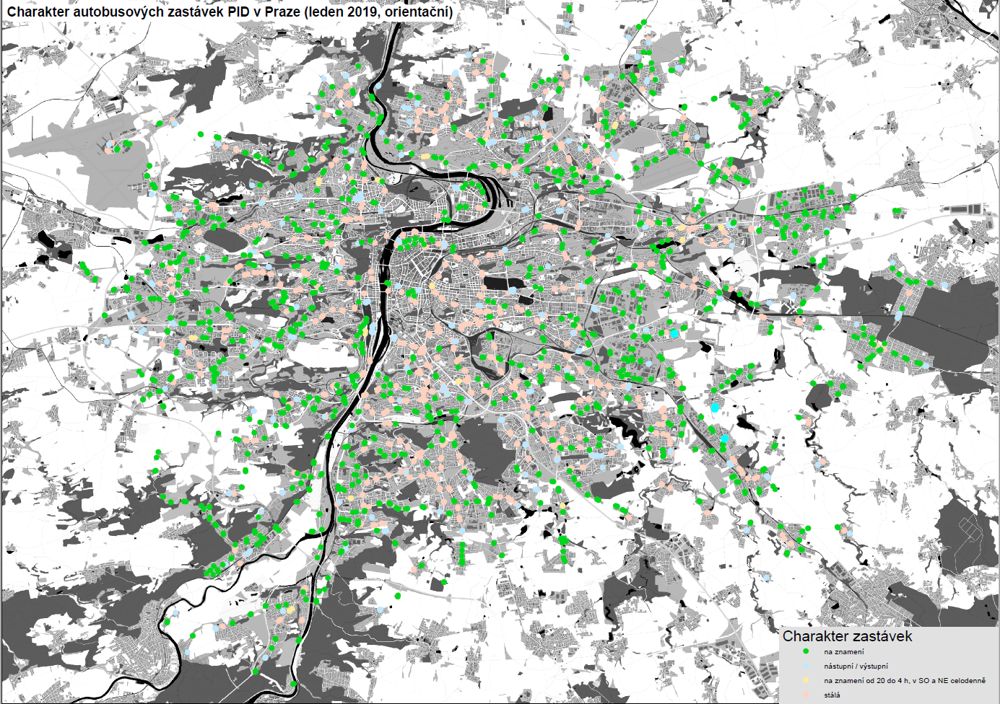 Charakter autobusových zastávek PID v Praze (leden 2019, orientační)
Charakter zastávek
na znamení
nástupní / výstupní
na znamení od 20 do 4 h, v SO a NE celodenně
stálá